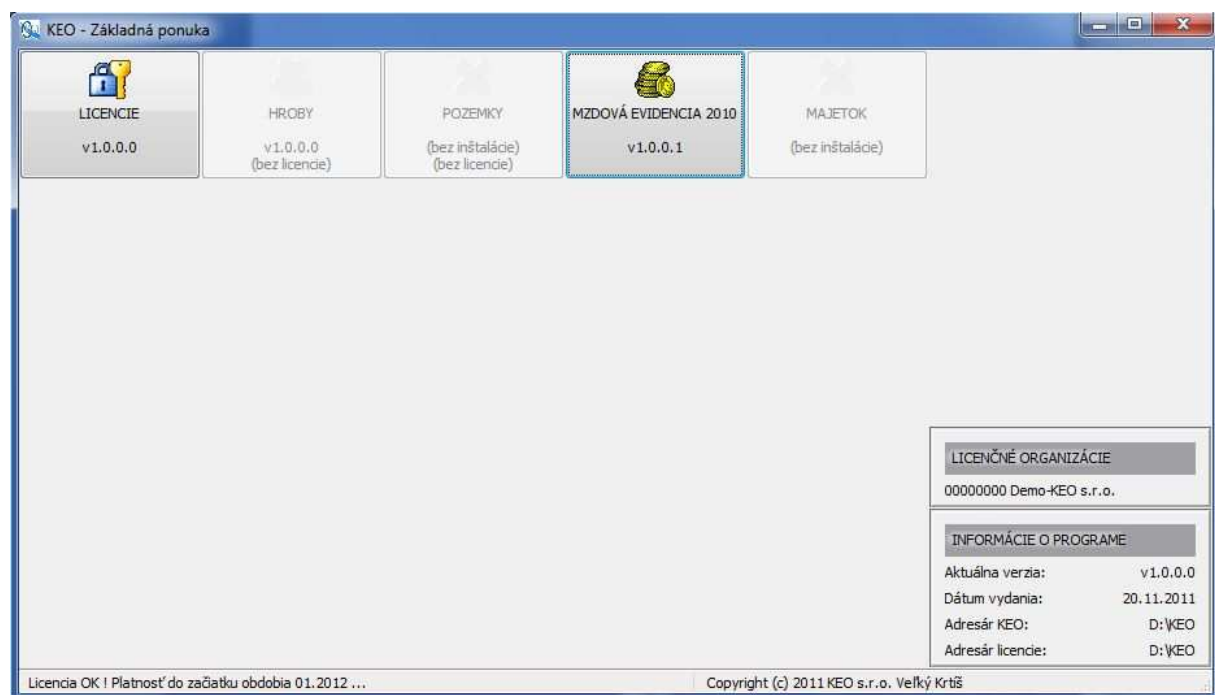 KEO - Základná ponuka
LICENCIE
v1.0.0.0
HROBY
v1.0.0.0
(bez licencie)
POZEMKY
(bez inštalácie)
(bez licencie)
MZDOVÁ EVIDENCIA 2010
v1.0.0.1
MAJETOK
(bez inštalácie)
LICENČNÉ ORGANIZÁCIE
00000000 Demo-KEO s.r.o.
INFORMÁCIE O PROGRAME
Aktuálna verzia: v1.0.0.0
Dátum vydania: 20.11.2011
Adresár KEO: D:\KEO
Adresár licencie: D:\KEO
Licencia OK ! Platnosť do začiatku obdobia 01.2012 ...
Copyright (c) 2011 KEO s.r.o. Veľký Krtíš